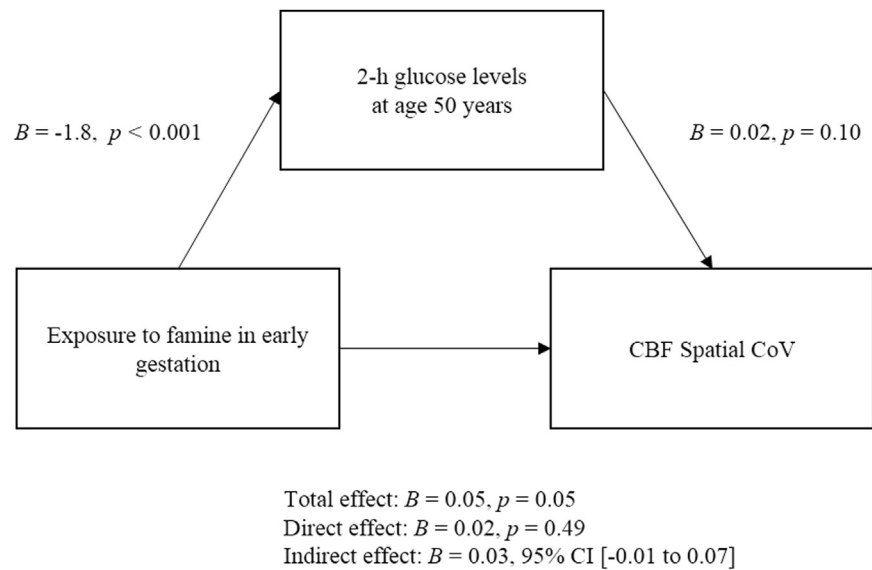 2-h glucose levels
at age 50 years
B = -1.8, p < 0.001
B = 0.02, p = 0.10
Exposure to famine in early
gestation
CBF Spatial CoV
Total effect: B = 0.05, p = 0.05
Direct effect: B = 0.02, p = 0.49
Indirect effect: B = 0.03, 95% CI [-0.01 to 0.07]